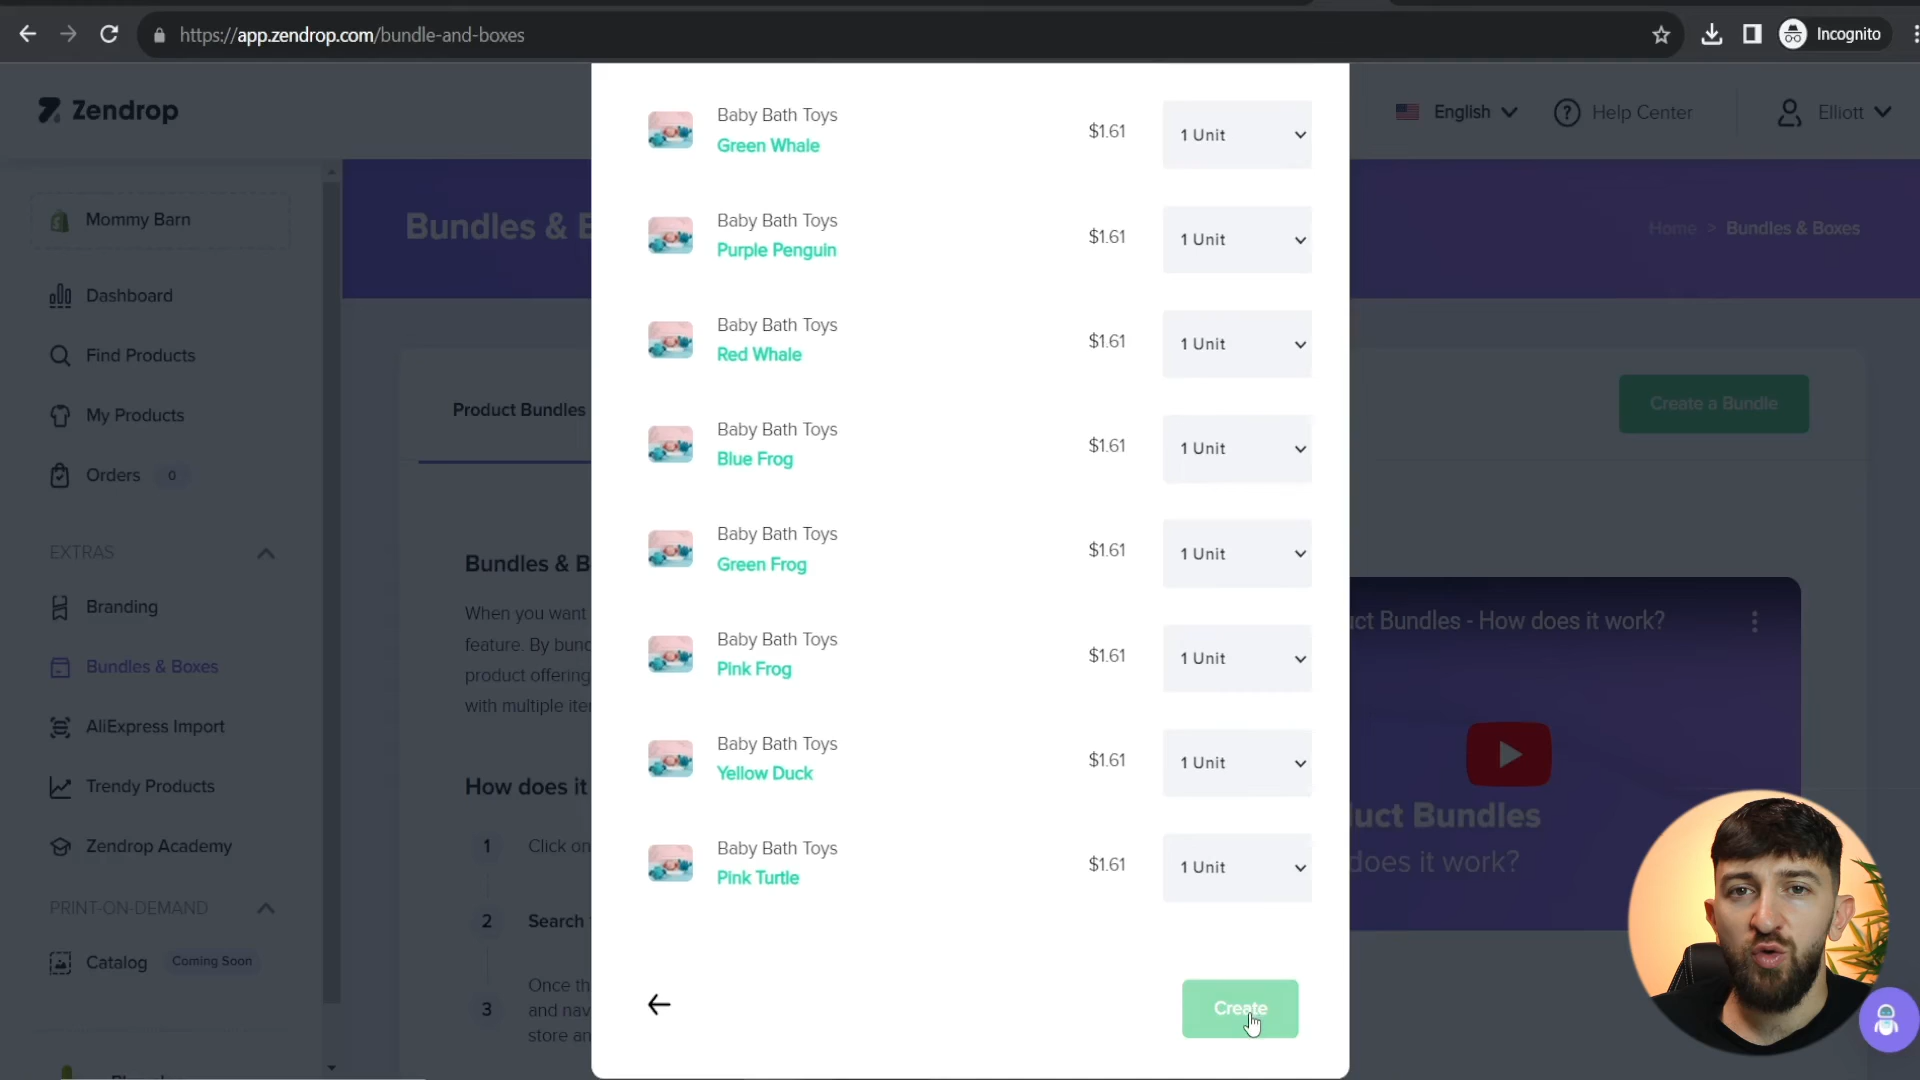 https://app.zendrop.com/bundle-and-boxes
Incognito
Zendrop
English
Help Center
Elliott
Mommy Barn
Dashboard
Find Products
My Products
Orders 0
EXTRAS
Branding
Bundles & Boxes
AliExpress Import
Trendy Products
Zendrop Academy
PRINT-ON-DEMAND
Catalog Coming Soon
Bundles & B
Home > Bundles & Boxes
Product Bundles
Create a Bundle
Bundles & B
When you want
feature. By bund
product offering
with multiple ite
How does it
1 Click on
2 Search
3 Once th
and nav
store an
Baby Bath Toys
Green Whale
$1.61
1 Unit
Baby Bath Toys
Purple Penguin
$1.61
1 Unit
Baby Bath Toys
Red Whale
$1.61
1 Unit
Baby Bath Toys
Blue Frog
$1.61
1 Unit
Baby Bath Toys
Green Frog
$1.61
1 Unit
Baby Bath Toys
Pink Frog
$1.61
1 Unit
Baby Bath Toys
Yellow Duck
$1.61
1 Unit
Baby Bath Toys
Pink Turtle
$1.61
1 Unit
Create
uct Bundles - How does it work?
uct Bundles
does it work?